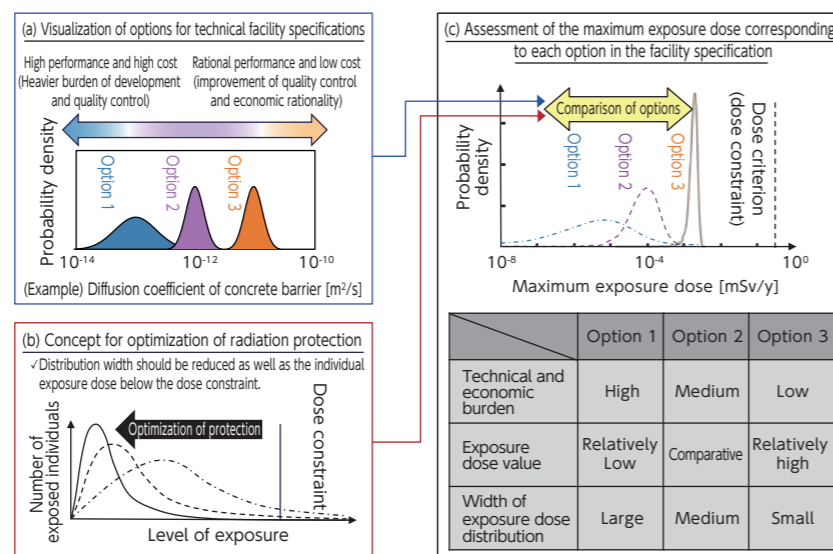 (a) Visualization of options for technical facility specifications
High performance and high cost
(Heavier burden of development
and quality control)
Rational performance and low cost
(improvement of quality control
and economic rationality)
Probability density
Option 1
Option 2
Option 3
10⁻¹⁴
10⁻¹²
10⁻¹⁰
(Example) Diffusion coefficient of concrete barrier [m²/s]
(b) Concept for optimization of radiation protection
✓Distribution width should be reduced as well as the individual
exposure dose below the dose constraint.
Number of
exposed individuals
Optimization of protection
Dose constraint
Level of exposure
(c) Assessment of the maximum exposure dose corresponding
to each option in the facility specification
Probability
density
Comparison of options
Option 1
Option 2
Option 3
Dose criterion
(dose constraint)
10⁻⁸
10⁻⁴
10⁰
Maximum exposure dose [mSv/y]
Option 1 Option 2 Option 3
Technical and
economic
burden
High Medium Low
Exposure
dose value
Relatively
Low
Comparative
Relatively
high
Width of
exposure dose
distribution
Large Medium Small